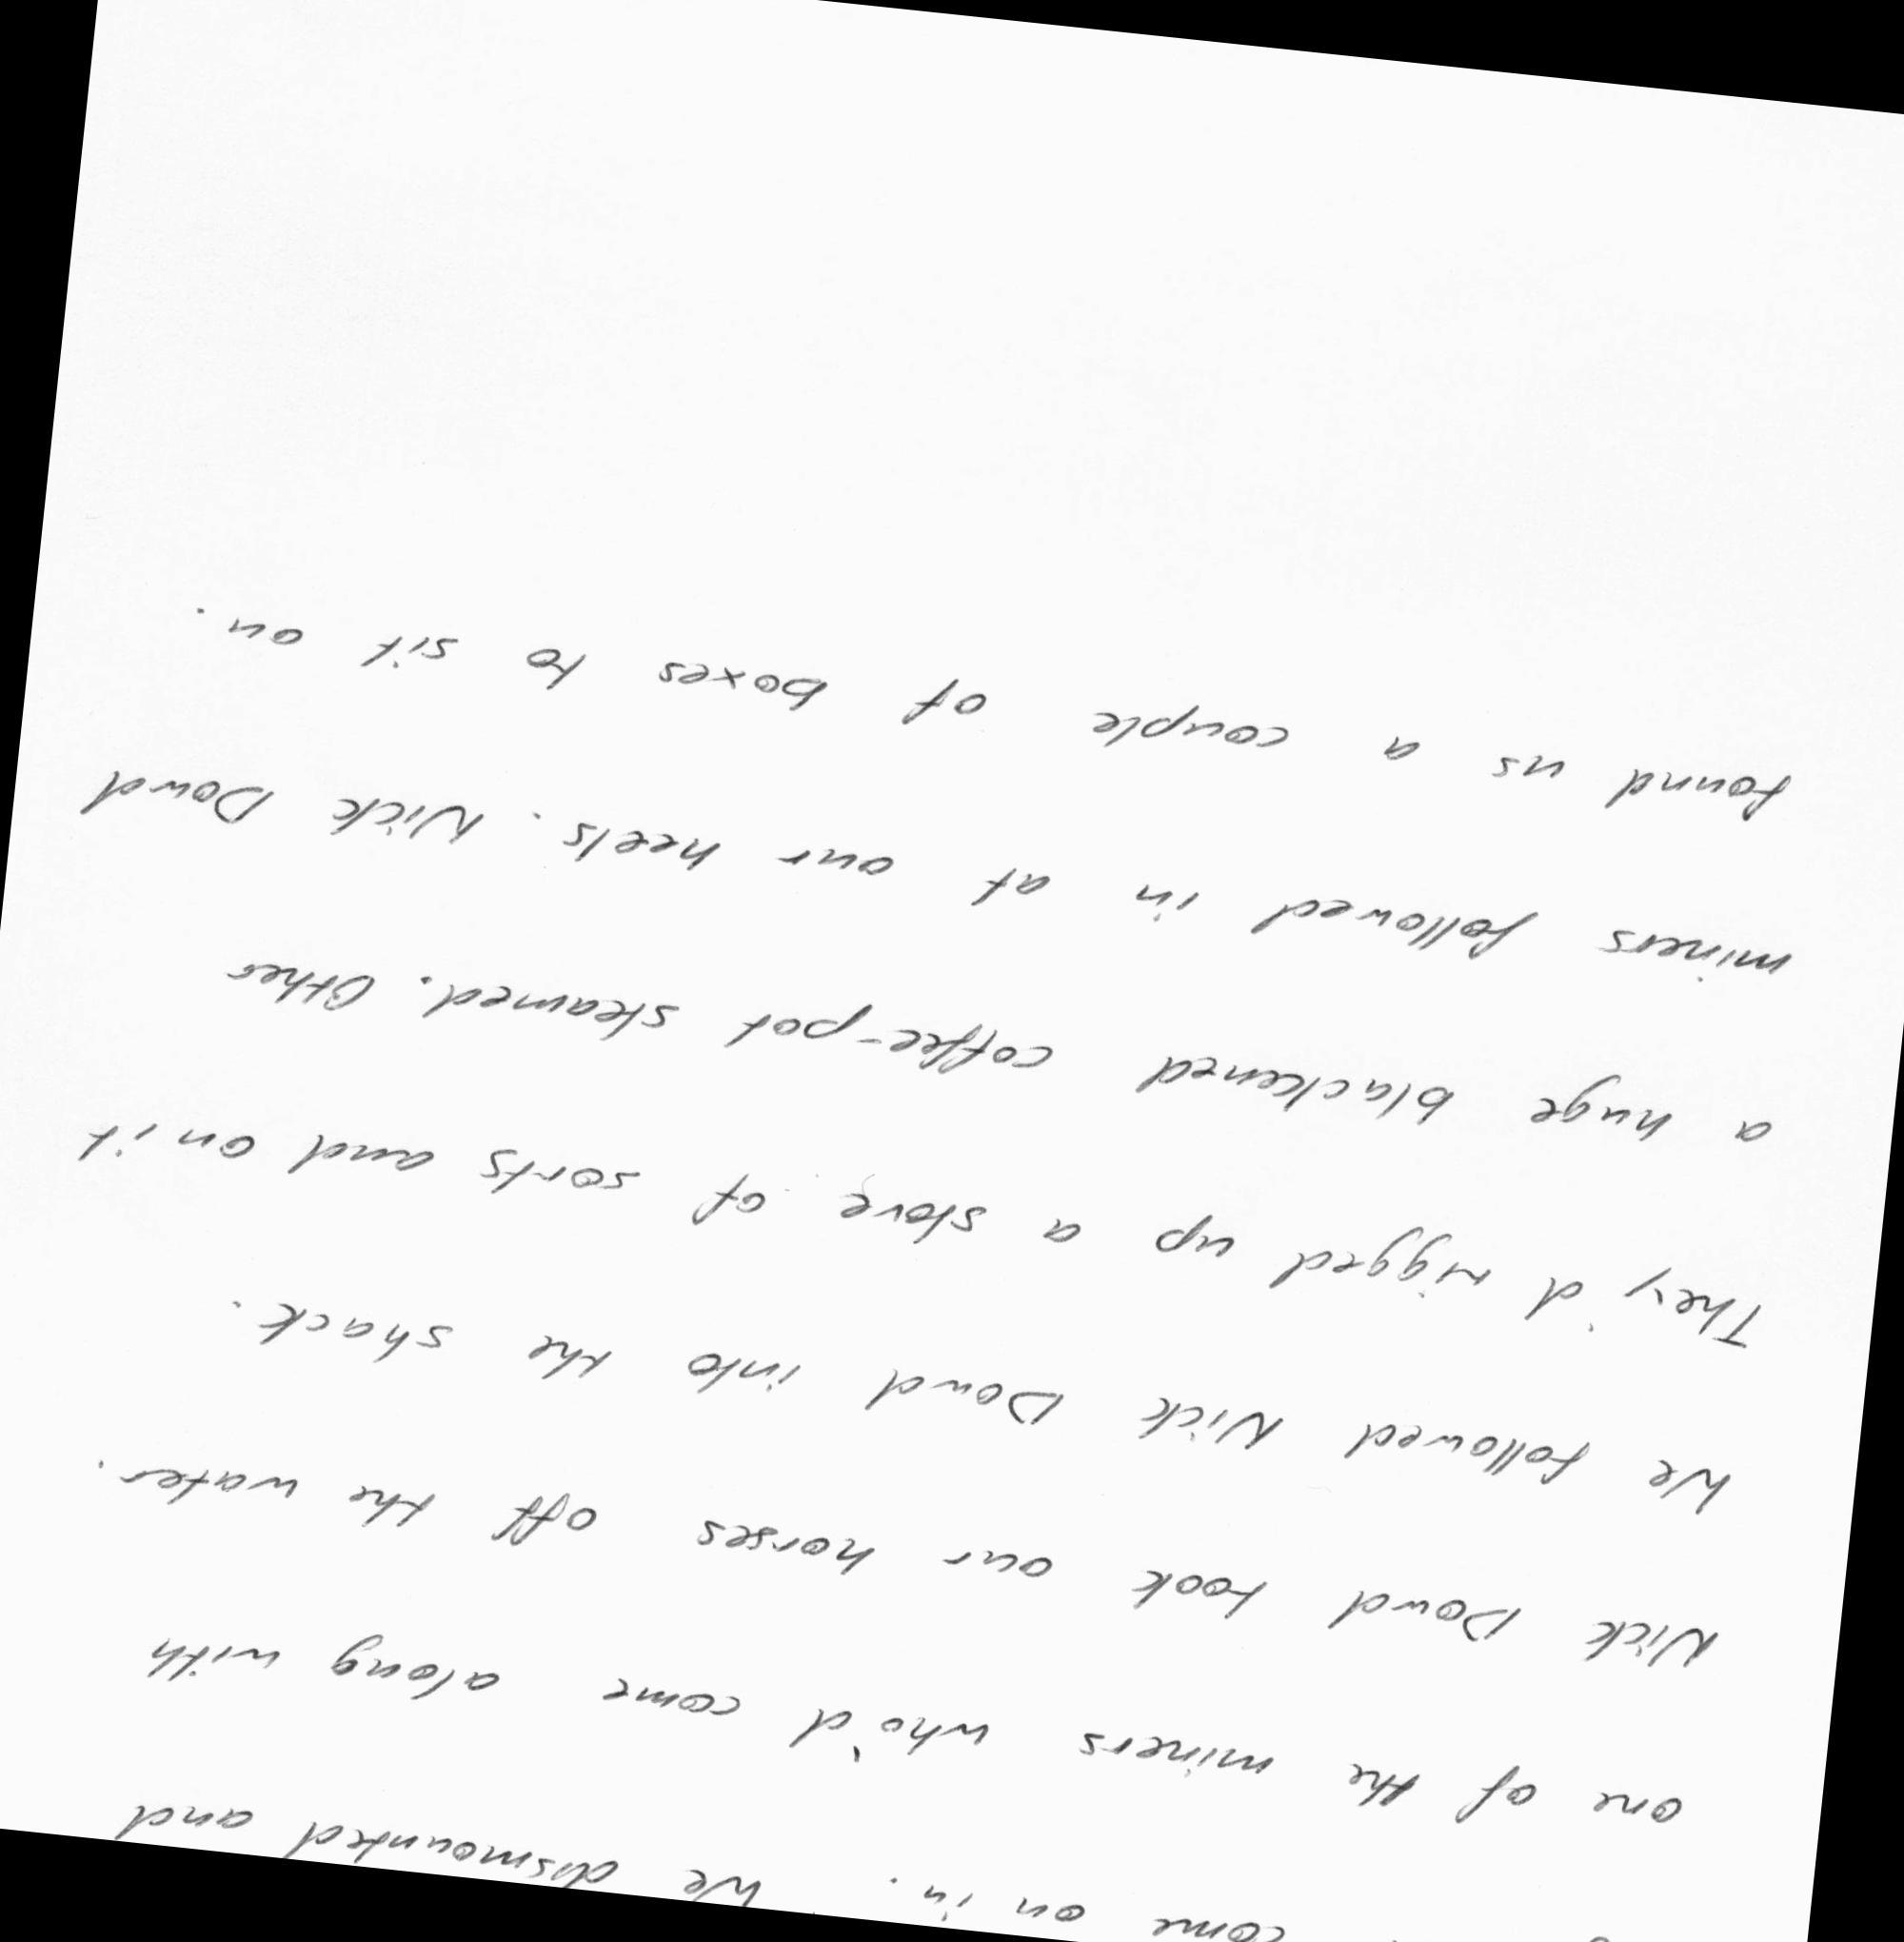 come on in. We dismounted and
one of the miners who'd come along with
Nick Dowd took our horses off the water.
We followed Nick Dowd into the shack.
They'd rigged up a stove of sorts and on it
a huge blackened coffee-pot steamed. Other
miners followed in at our heels. Nick Dowd
found us a couple of boxes to sit on.